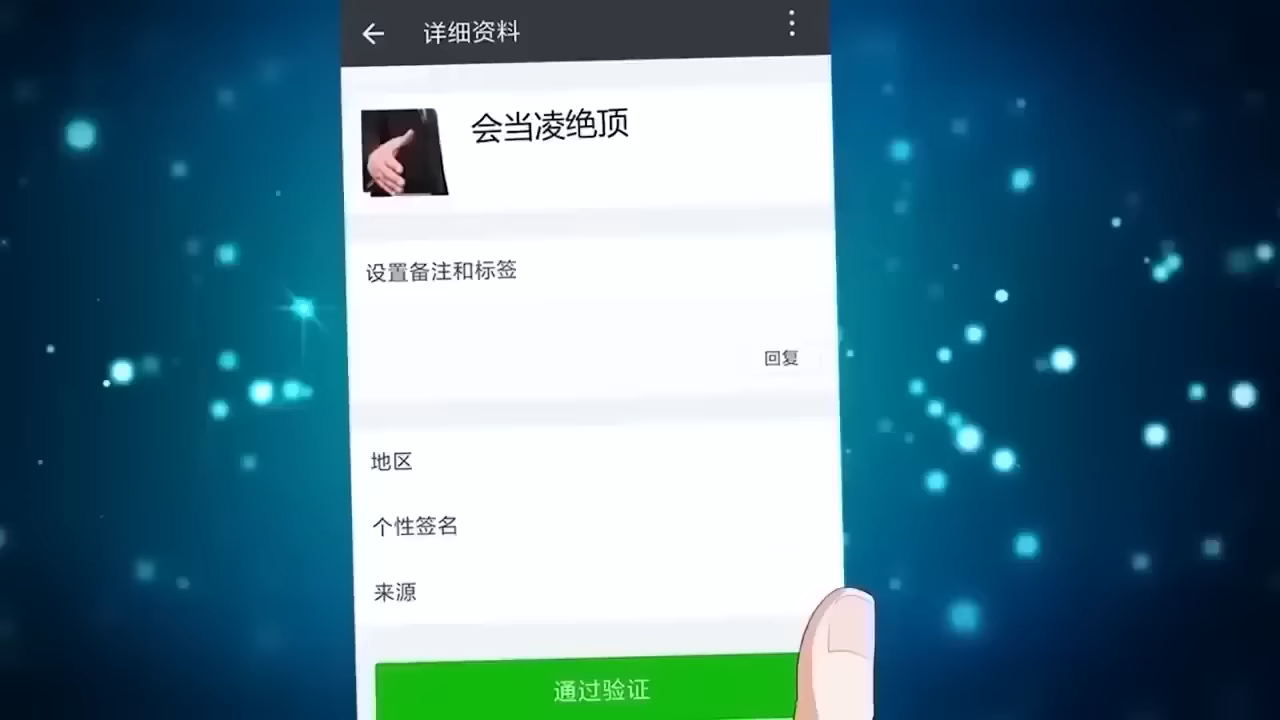 详细资料
会当凌绝顶
设置备注和标签
回复
地区
个性签名
来源
通过验证